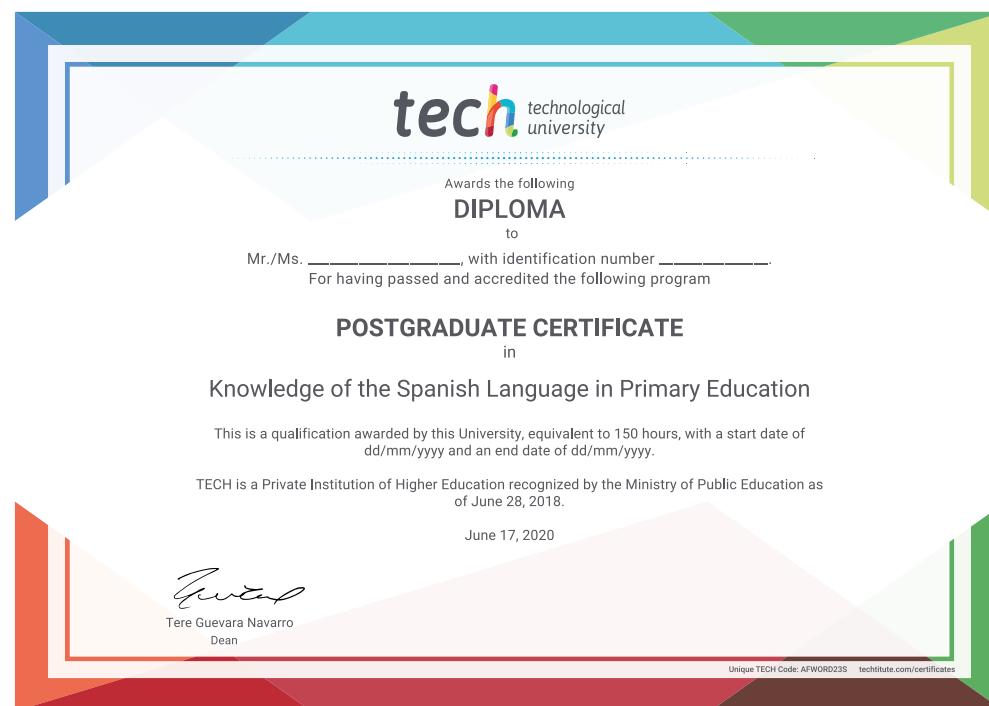 tech technological
university
Awards the following
DIPLOMA
to
Mr./Ms. ____________________, with identification number ______________.
For having passed and accredited the following program
POSTGRADUATE CERTIFICATE
in
Knowledge of the Spanish Language in Primary Education
This is a qualification awarded by this University, equivalent to 150 hours, with a start date of
dd/mm/yyyy and an end date of dd/mm/yyyy.
TECH is a Private Institution of Higher Education recognized by the Ministry of Public Education as
of June 28, 2018.
June 17, 2020
Tere Guevara Navarro
Dean
Unique TECH Code: AFWORD23S techtitute.com/certificates